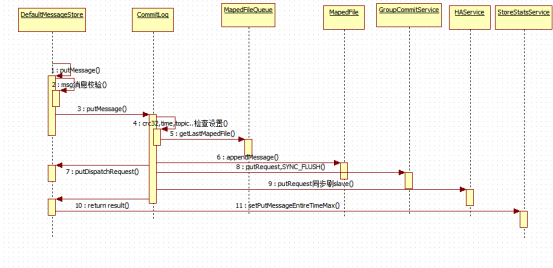 DefaultMessageStore
CommitLog
MapedFileQueue
MapedFile
GroupCommitService
HAService
StoreStatsService
1 : putMessage()
2 : msg消息校验()
3 : putMessage()
4 : crc32,time,topic..检查设置()
5 : getLastMapedFile()
6 : appendMessage()
7 : putDispatchRequest()
8 : putRequest,SYNC_FLUSH()
9 : putRequest同步刷slave()
10 : return result()
11 : setPutMessageEntireTimeMax()